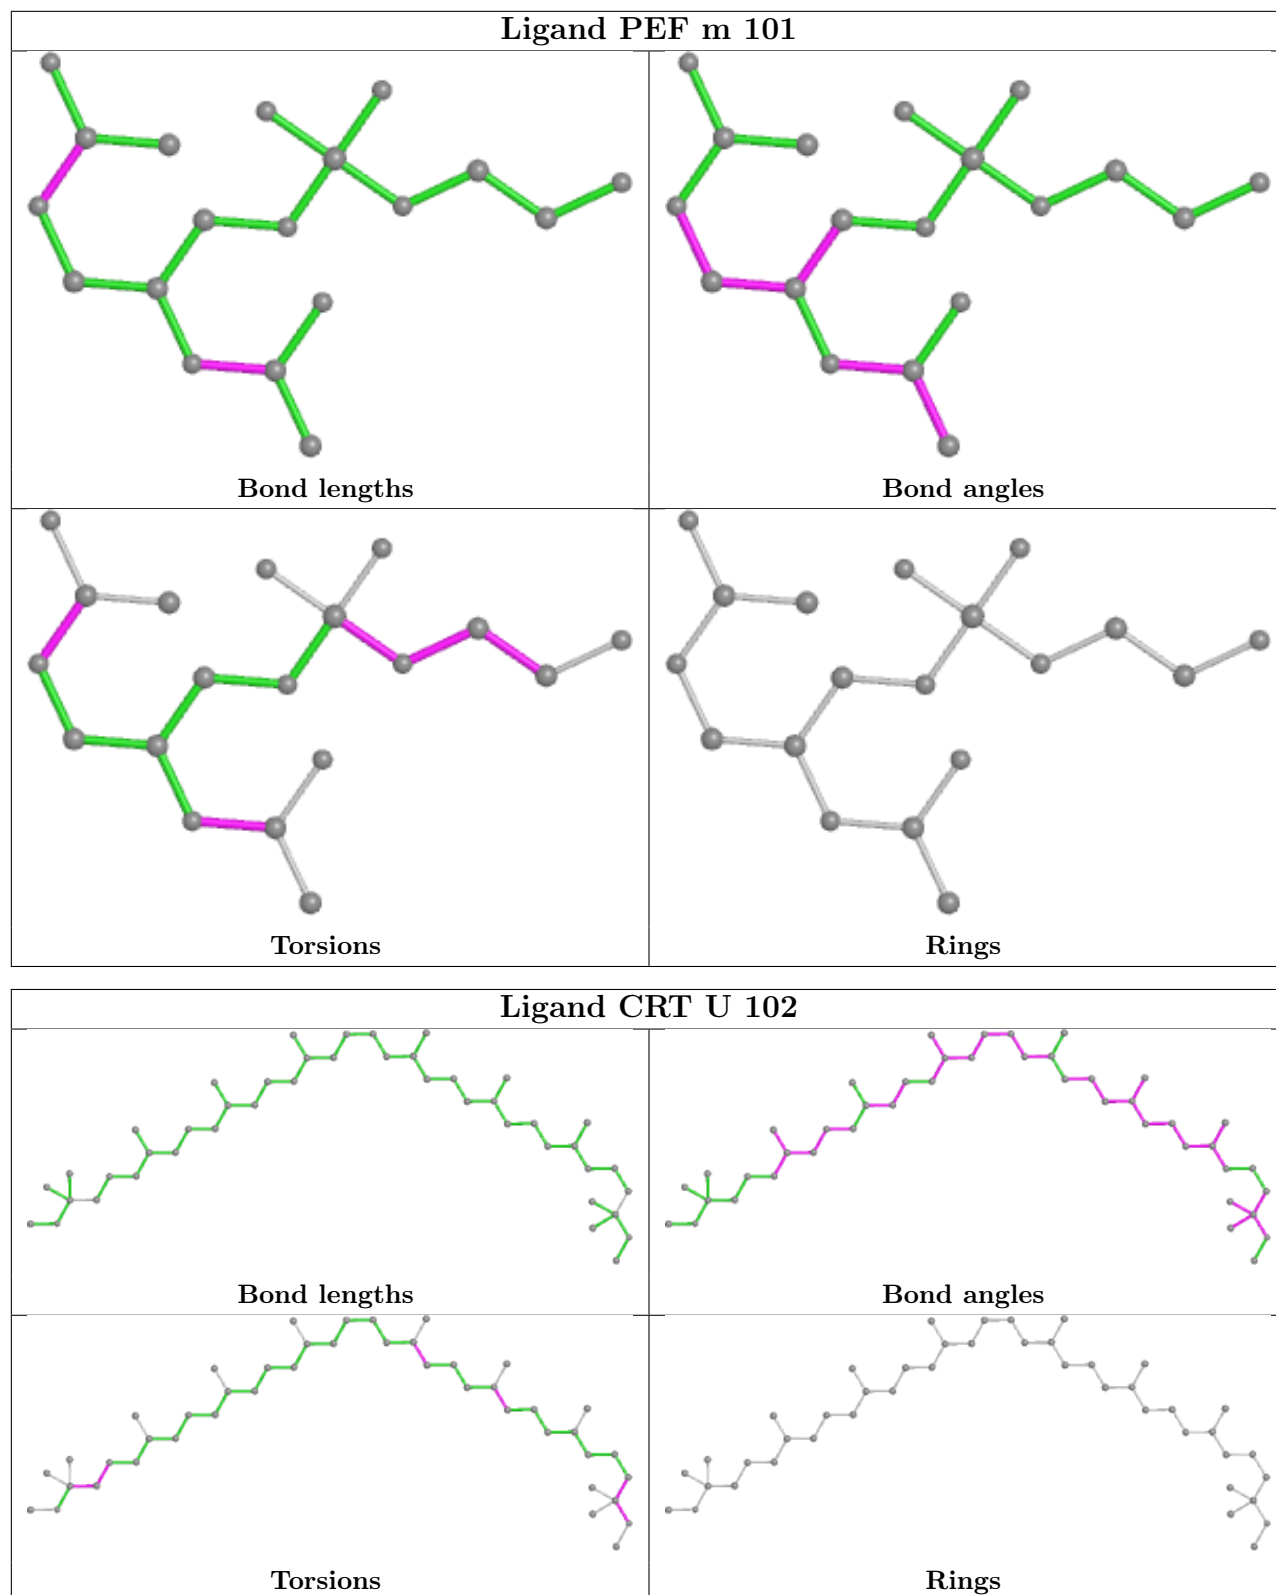 Ligand PEF m 101
Bond lengths
Bond angles
Torsions
Rings
Ligand CRT U 102
Bond lengths
Bond angles
Torsions
Rings